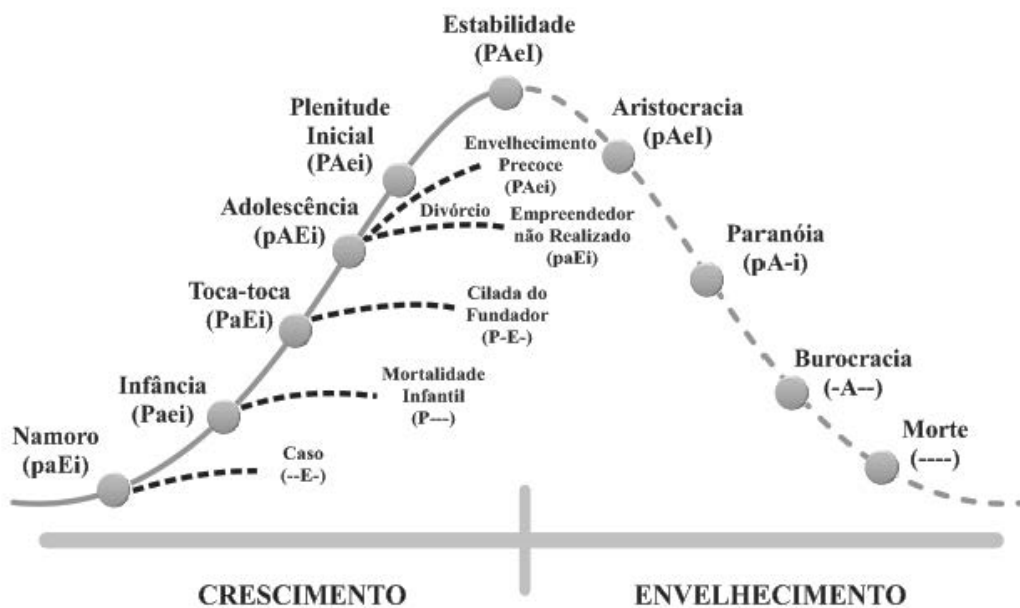 Estabilidade
(PAeI)
Plenitude
Inicial
(PAei)
Aristocracia
(pAeI)
Envelhecimento
Precoce
(PAei)
Adolescência
(pAEi)
Divórcio
Empreendedor
não Realizado
(paEi)
Paranóia
(pA-i)
Toca-toca
(PaEi)
Cilada do
Fundador
(P-E-)
Infância
(Paei)
Mortalidade
Infantil
(P---)
Burocracia
(-A--)
Namoro
(paEi)
Caso
(--E-)
Morte
(----)
CRESCIMENTO
ENVELHECIMENTO